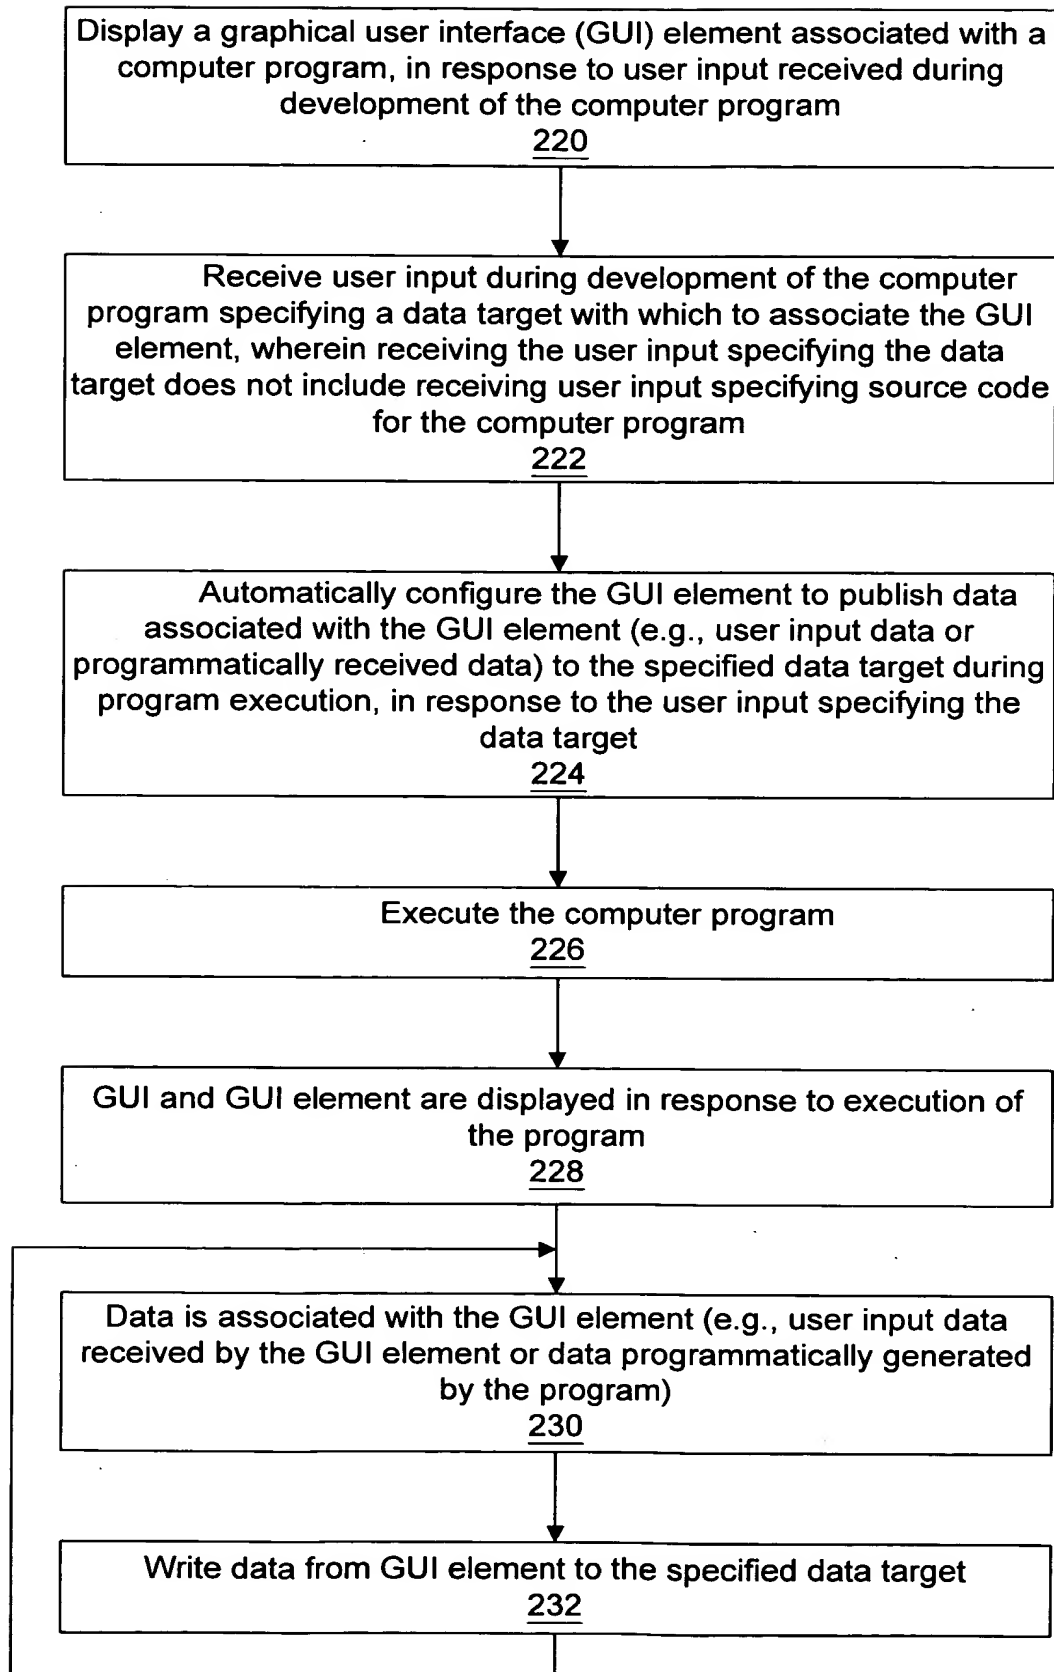 Display a graphical user interface (GUI) element associated with a
computer program, in response to user input received during
development of the computer program
220
Receive user input during development of the computer
program specifying a data target with which to associate the GUI
element, wherein receiving the user input specifying the data
target does not include receiving user input specifying source code
for the computer program
222
Automatically configure the GUI element to publish data
associated with the GUI element (e.g., user input data or
programmatically received data) to the specified data target during
program execution, in response to the user input specifying the
data target
224
Execute the computer program
226
GUI and GUI element are displayed in response to execution of
the program
228
Data is associated with the GUI element (e.g., user input data
received by the GUI element or data programmatically generated
by the program)
230
Write data from GUI element to the specified data target
232